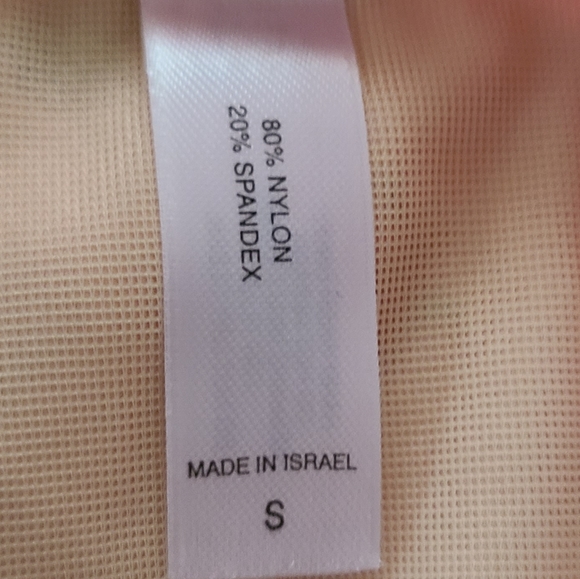 80% NYLON
20% SPANDEX
MADE IN ISRAEL
S